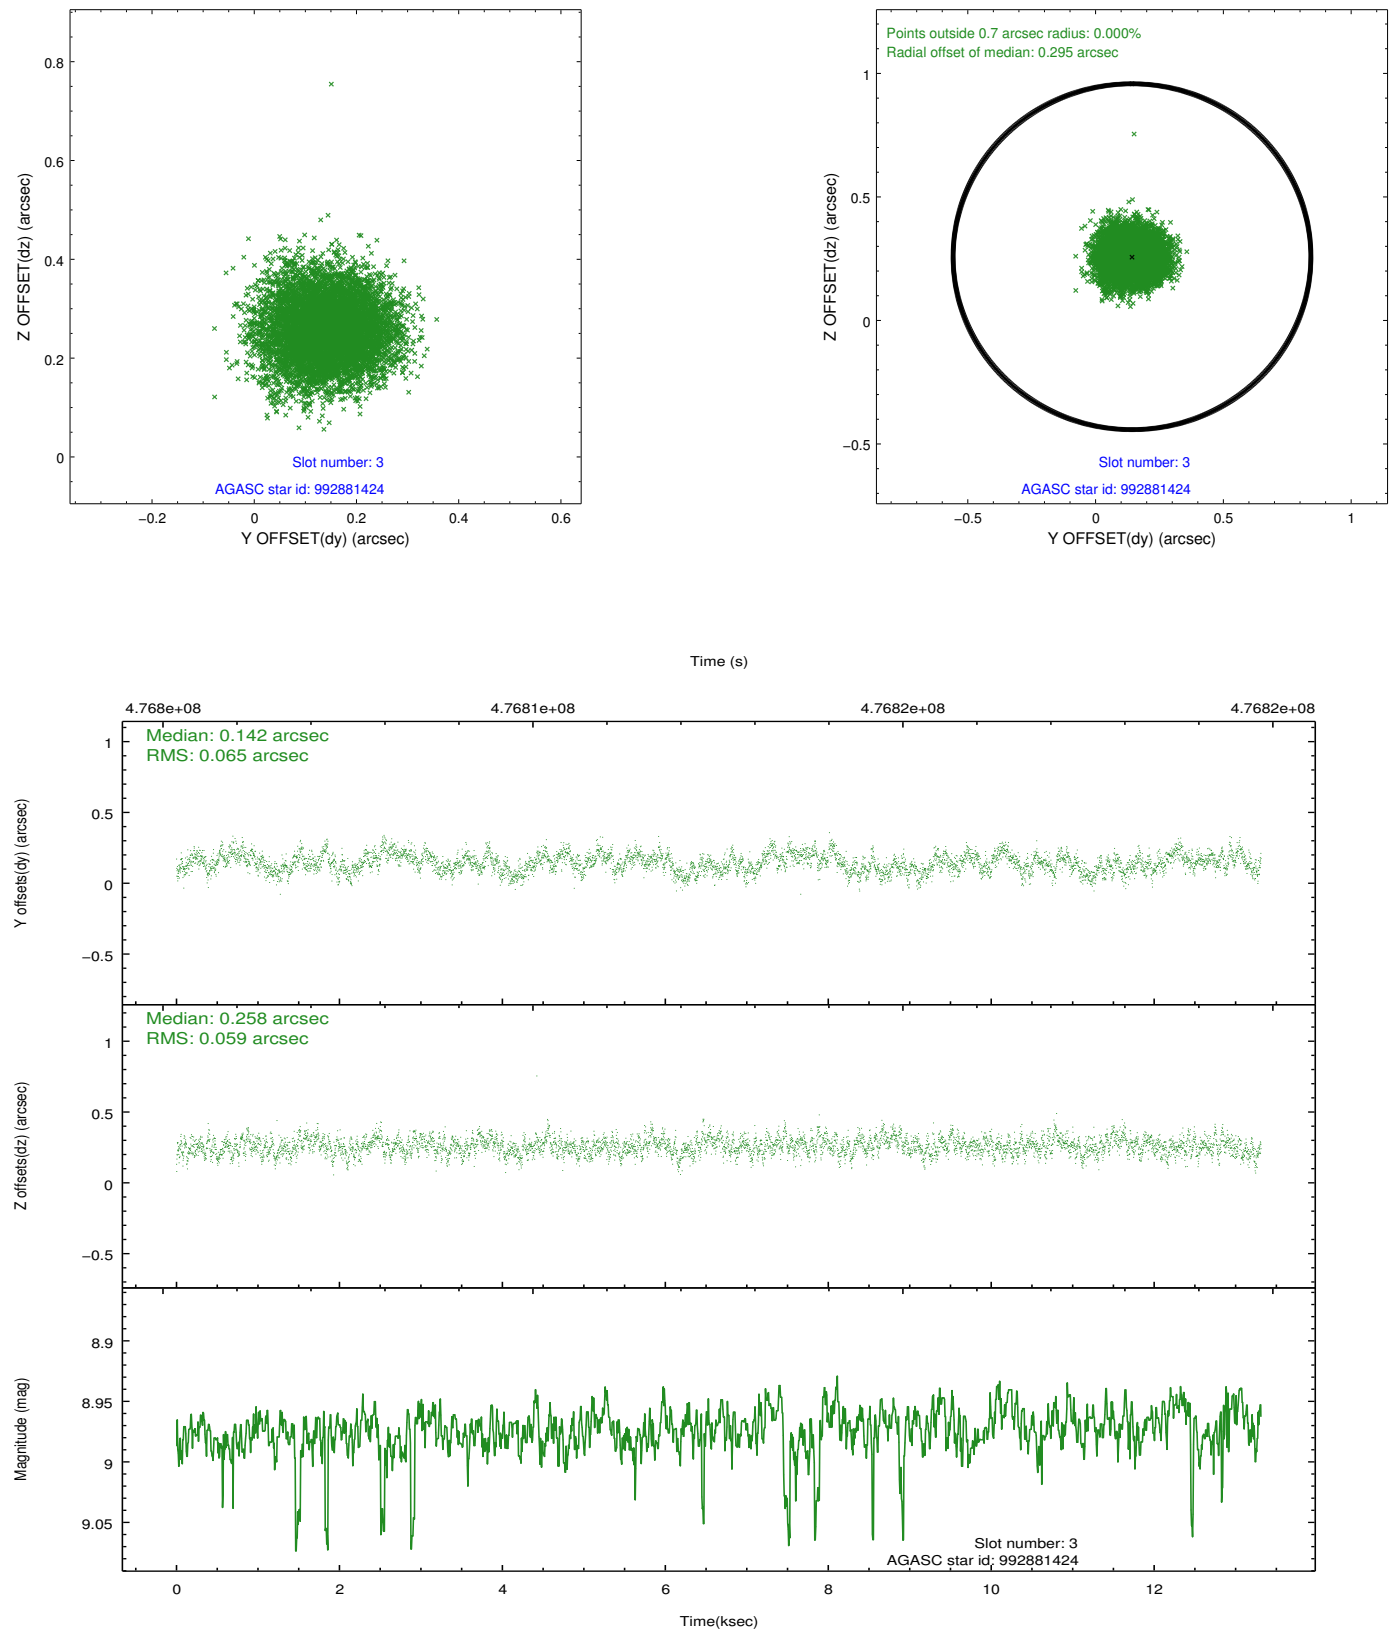 0.8
0.6
0.4
0.2
0
−0.2
0
0.2
0.4
0.6
Z OFFSET(dz) (arcsec)
Y OFFSET(dy) (arcsec)
Slot number: 3
AGASC star id: 992881424
Points outside 0.7 arcsec radius: 0.000%
Radial offset of median: 0.295 arcsec
1
0.5
0
−0.5
−0.5
0
0.5
1
Z OFFSET(dz) (arcsec)
Y OFFSET(dy) (arcsec)
Slot number: 3
AGASC star id: 992881424
Time (s)
4.768e+08
4.7681e+08
4.7682e+08
4.7682e+08
Median: 0.142 arcsec
RMS: 0.065 arcsec
1
0.5
0
−0.5
Y offsets(dy) (arcsec)
Median: 0.258 arcsec
RMS: 0.059 arcsec
1
0.5
0
−0.5
Z offsets(dz) (arcsec)
8.9
8.95
9
9.05
Magnitude (mag)
Slot number: 3
AGASC star id: 992881424
0
2
4
6
8
10
12
Time(ksec)